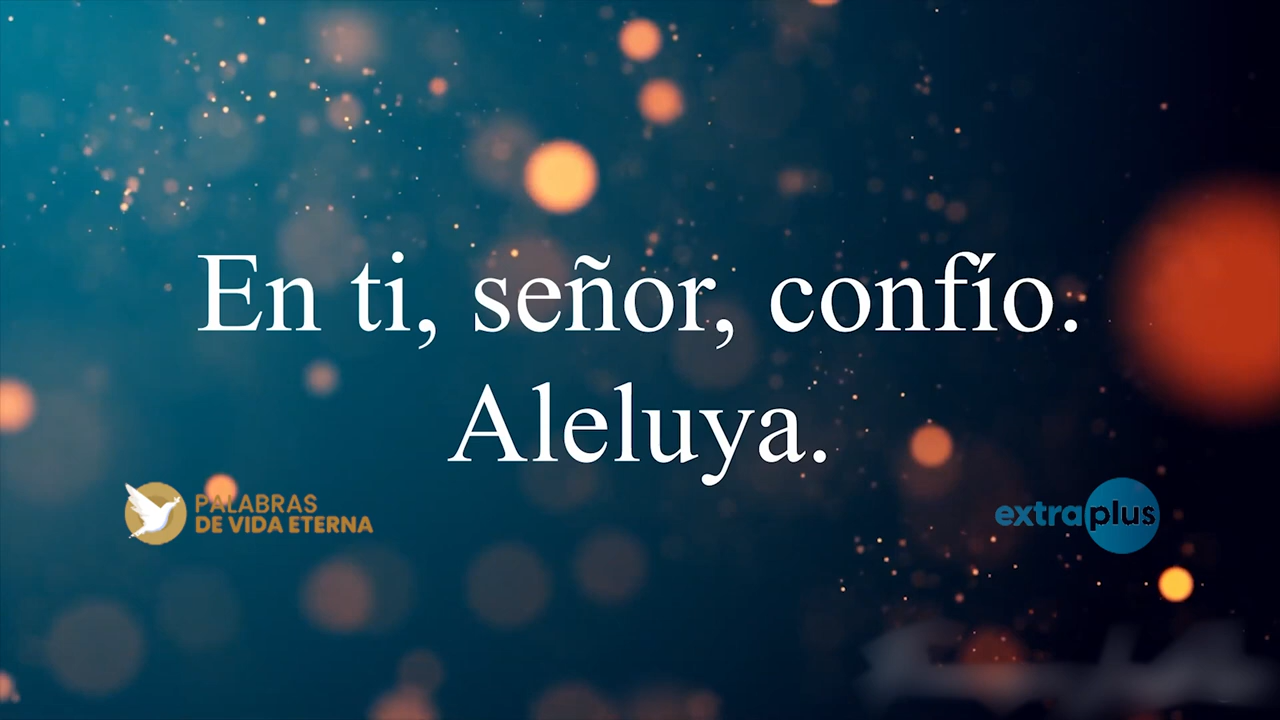 En ti, señor, confío.
Aleluya.
PALABRAS
DE VIDA ETERNA
extraplus